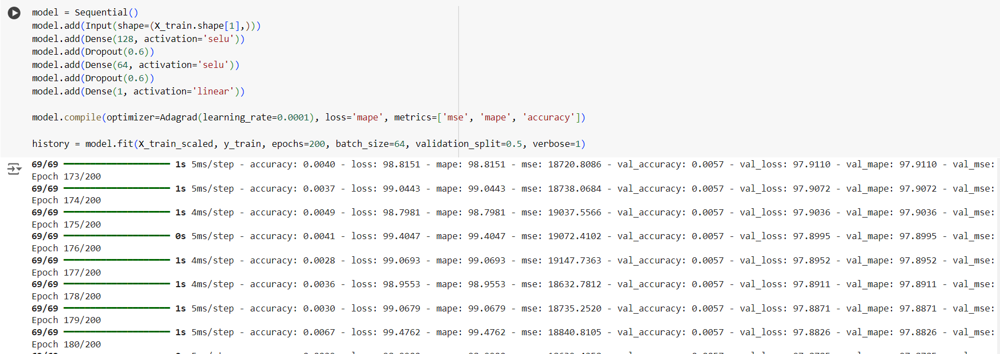 model = Sequential()
model.add(Input(shape=(X_train.shape[1],)))
model.add(Dense(128, activation='selu'))
model.add(Dropout(0.6))
model.add(Dense(64, activation='selu'))
model.add(Dropout(0.6))
model.add(Dense(1, activation='linear'))
model.compile(optimizer=Adagrad(learning_rate=0.0001), loss='mape', metrics=['mse', 'mape', 'accuracy'])
history = model.fit(X_train_scaled, y_train, epochs=200, batch_size=64, validation_split=0.5, verbose=1)
69/69 1s 5ms/step - accuracy: 0.0040 - loss: 98.8151 - mape: 98.8151 - mse: 18720.8086 - val_accuracy: 0.0057 - val_loss: 97.9110 - val_mape: 97.9110 - val_mse:
Epoch 173/200
69/69 1s 5ms/step - accuracy: 0.0037 - loss: 99.0443 - mape: 99.0443 - mse: 18738.0684 - val_accuracy: 0.0057 - val_loss: 97.9072 - val_mape: 97.9072 - val_mse:
Epoch 174/200
69/69 1s 4ms/step - accuracy: 0.0049 - loss: 98.7981 - mape: 98.7981 - mse: 19037.5566 - val_accuracy: 0.0057 - val_loss: 97.9036 - val_mape: 97.9036 - val_mse:
Epoch 175/200
69/69 0s 5ms/step - accuracy: 0.0041 - loss: 99.4047 - mape: 99.4047 - mse: 19072.4102 - val_accuracy: 0.0057 - val_loss: 97.8995 - val_mape: 97.8995 - val_mse:
Epoch 176/200
69/69 1s 4ms/step - accuracy: 0.0028 - loss: 99.0693 - mape: 99.0693 - mse: 19147.7363 - val_accuracy: 0.0057 - val_loss: 97.8952 - val_mape: 97.8952 - val_mse:
Epoch 177/200
69/69 1s 4ms/step - accuracy: 0.0036 - loss: 98.9553 - mape: 98.9553 - mse: 18632.7812 - val_accuracy: 0.0057 - val_loss: 97.8911 - val_mape: 97.8911 - val_mse:
Epoch 178/200
69/69 1s 5ms/step - accuracy: 0.0030 - loss: 99.0679 - mape: 99.0679 - mse: 18735.2520 - val_accuracy: 0.0057 - val_loss: 97.8871 - val_mape: 97.8871 - val_mse:
Epoch 179/200
69/69 1s 5ms/step - accuracy: 0.0067 - loss: 99.4762 - mape: 99.4762 - mse: 18840.8105 - val_accuracy: 0.0057 - val_loss: 97.8826 - val_mape: 97.8826 - val_mse:
Epoch 180/200